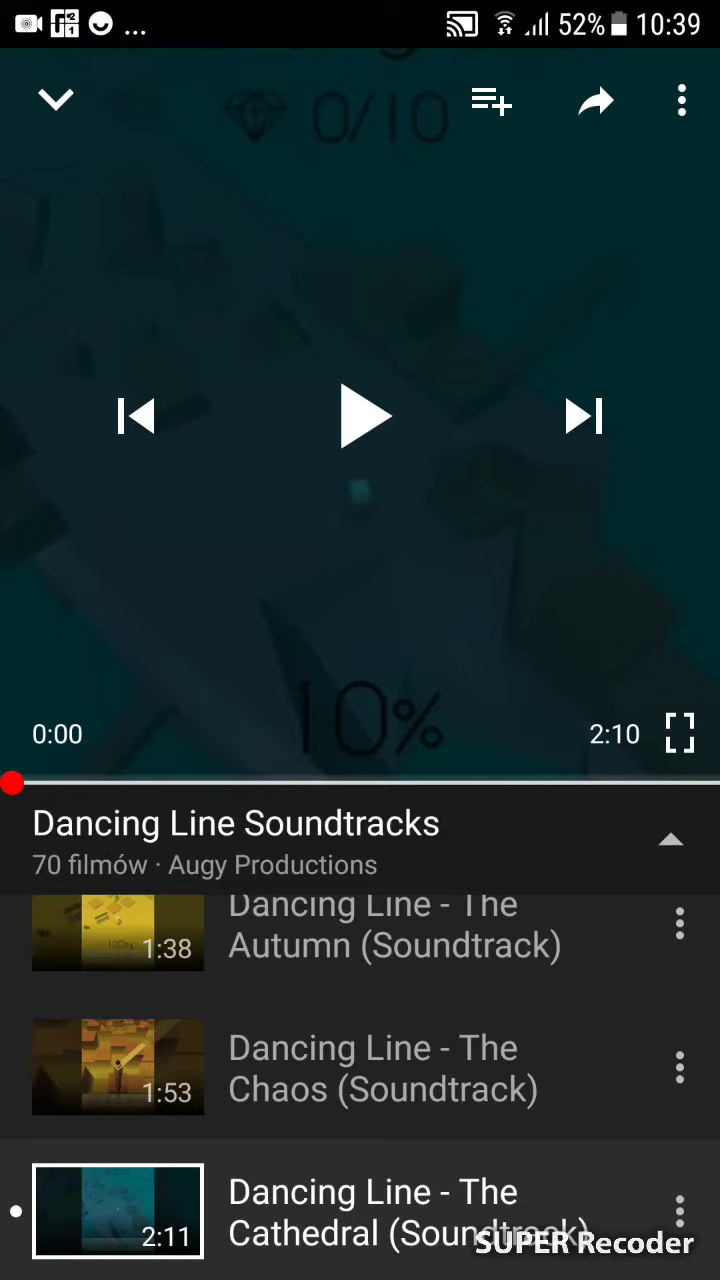 ... 52% 10:39
0/10
10%
0:00 2:10
Dancing Line Soundtracks
70 filmów · Augy Productions
Dancing Line - The
Autumn (Soundtrack)
1:38
Dancing Line - The
Chaos (Soundtrack)
1:53
Dancing Line - The
Cathedral (Soundtrack)
2:11
SUPER Recoder